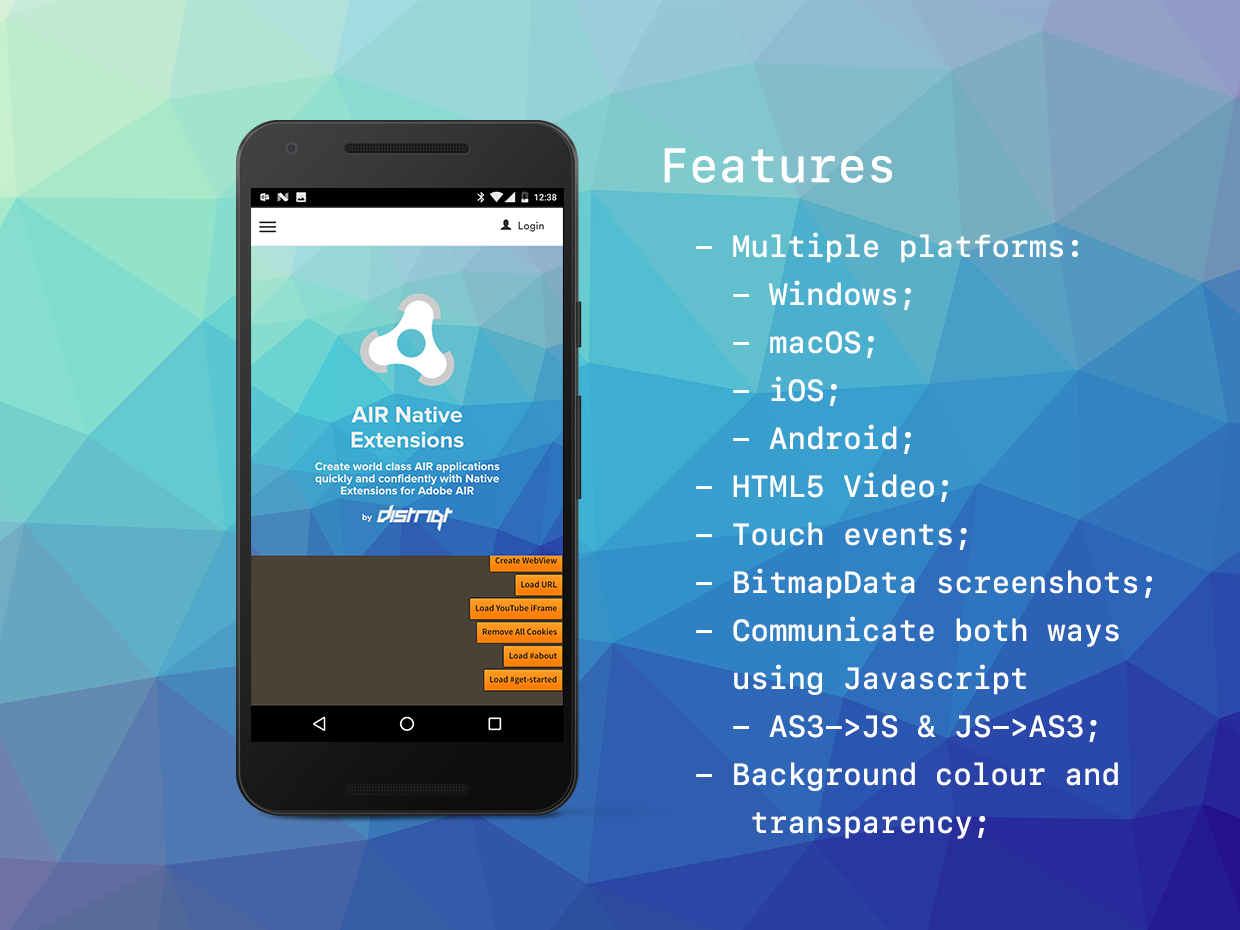 12:38
Login
AIR Native
Extensions
Create world class AIR applications
quickly and confidently with Native
Extensions for Adobe AIR
by distriqt
Create WebView
Load URL
Load YouTube iFrame
Remove All Cookies
Load #about
Load #get-started
Features
– Multiple platforms:
– Windows;
– macOS;
– iOS;
– Android;
– HTML5 Video;
– Touch events;
– BitmapData screenshots;
– Communicate both ways
using Javascript
– AS3–>JS & JS–>AS3;
– Background colour and
transparency;